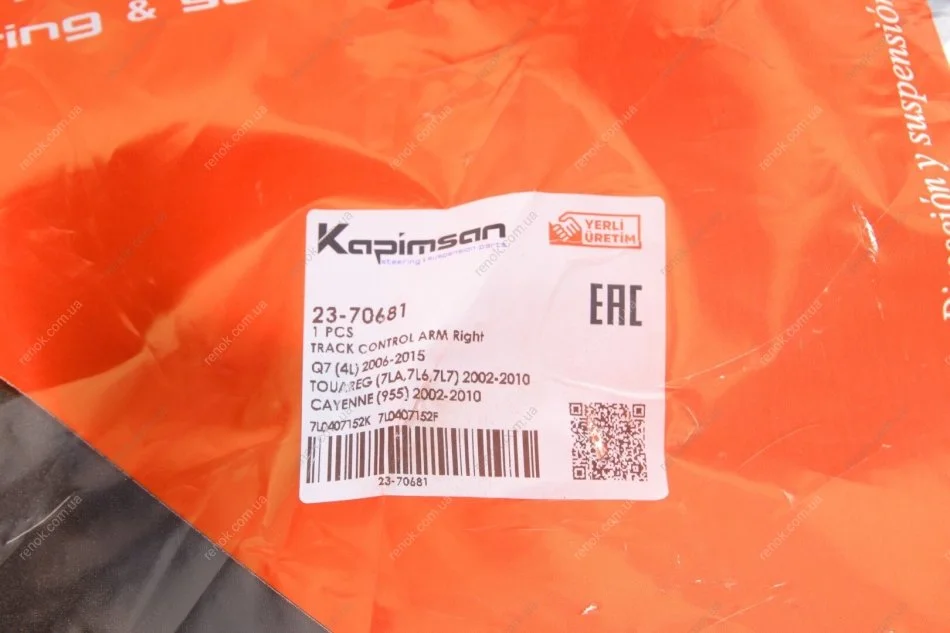 ring &
y suspensión
Kapimsan
steering & suspension parts
YERLİ
ÜRETİM
EAC
23-70681
1 PCS
TRACK CONTROL ARM Right
Q7 (4L) 2006-2015
TOUAREG (7LA,7L6,7L7) 2002-2010
CAYENNE (955) 2002-2010
7L0407152K 7L0407152F
23-70681
renok.com.ua